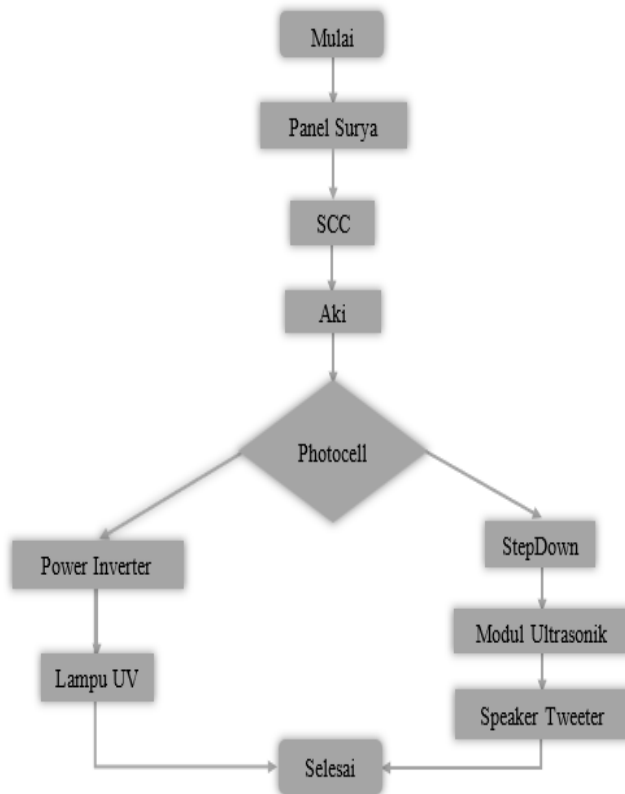 Mulai
Panel Surya
SCC
Aki
Photocell
Power Inverter
Lampu UV
StepDown
Modul Ultrasonik
Speaker Tweeter
Selesai